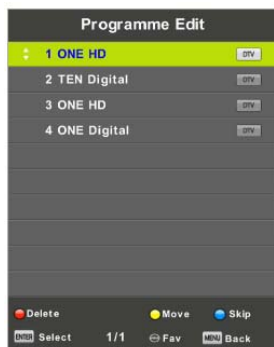 Programme Edit
1 ONE HD DTV
2 TEN Digital DTV
3 ONE HD DTV
4 ONE Digital DTV
Delete Move Skip
ENTER Select 1/1 Fav MENU Back